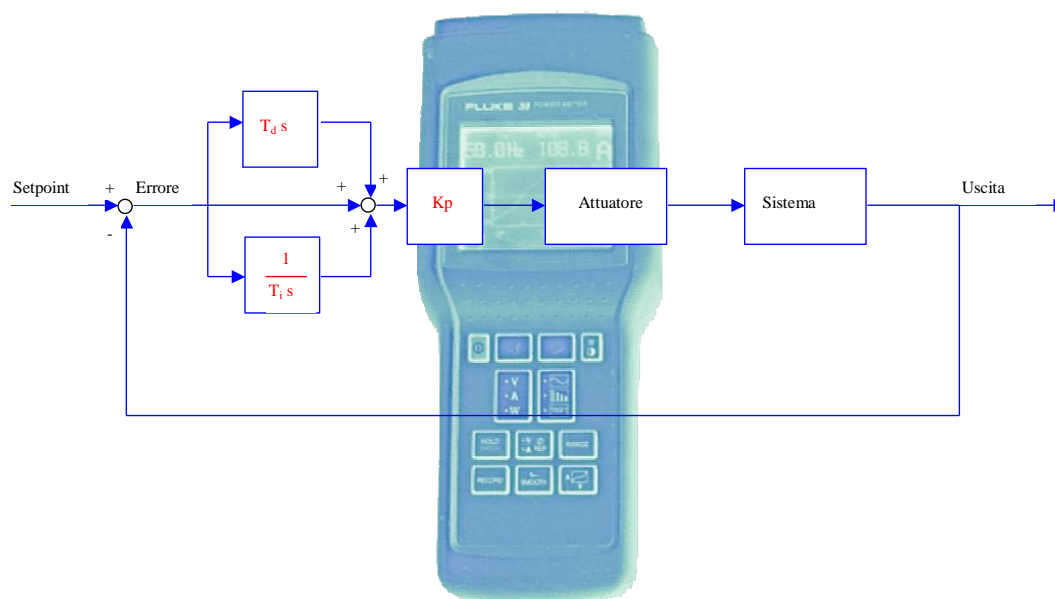 FLUKE 39 POWER METER
50.0Hz 108.6 A
T_d s
Setpoint
+
-
Errore
+
+
+
Kp
Attuatore
Sistema
Uscita
1
T_i s
V
A
W
HOLD
RANGE
RECORD
SMOOTH